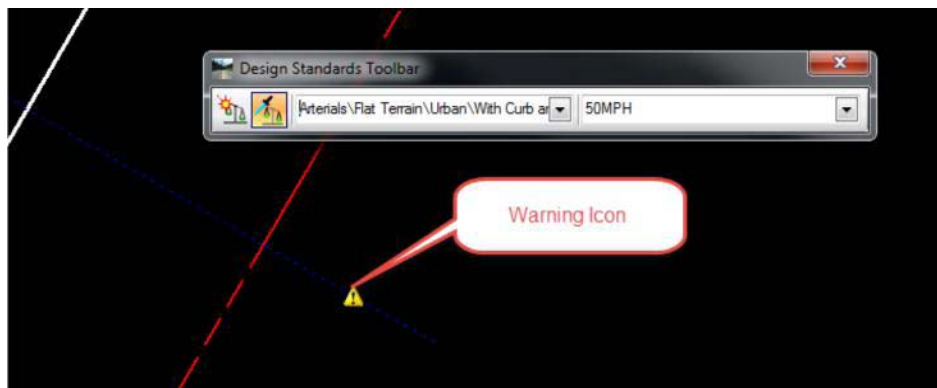 Design Standards Toolbar
Arterials\Flat Terrain\Urban\With Curb ar
50MPH
Warning Icon